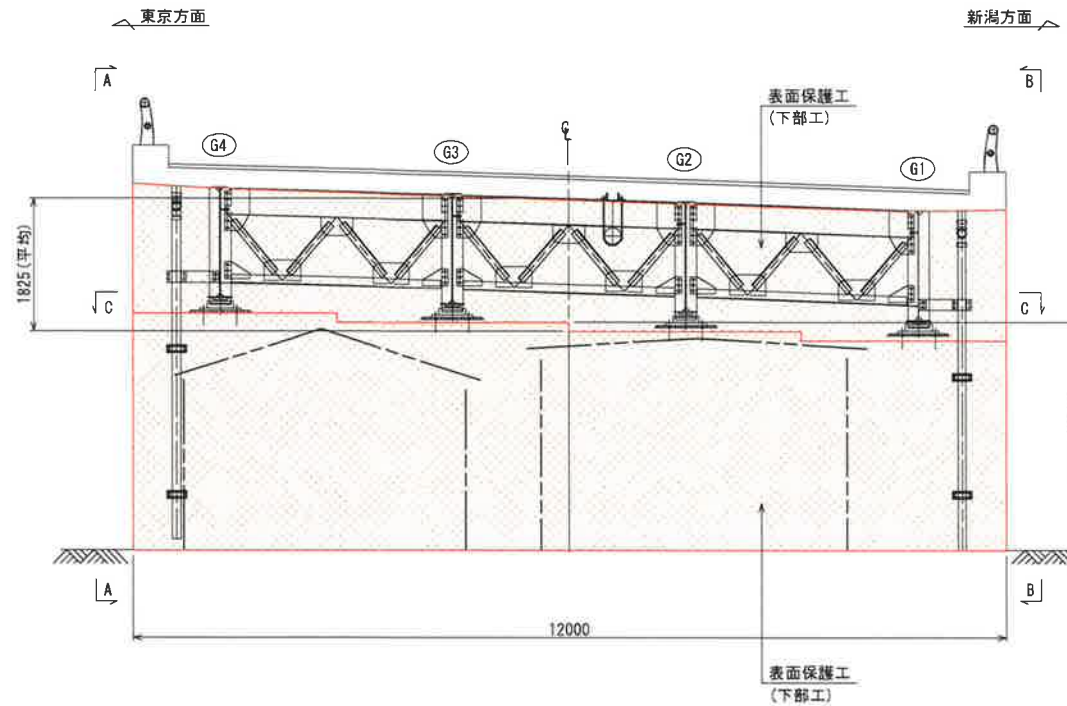 東京方面
新潟方面
A
B
表面保護工
(下部工)
G4
G3
C
L
G2
G1
1825(平均)
C
C
A
B
12000
表面保護工
(下部工)